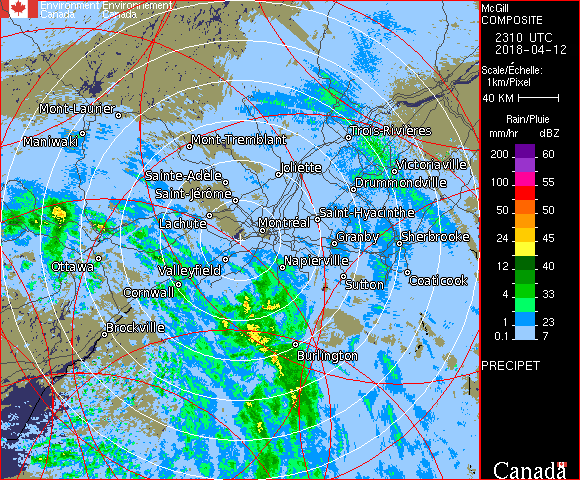 Environment Environnement
Canada Canada
McGill
COMPOSITE
2310 UTC
2018-04-12
Scale/Échelle:
1km/Pixel
40 KM
Rain/Pluie
mm/hr dBZ
200 60
100 55
50 50
24 45
12 40
4 33
1 23
0.1 7
PRECIPET
Canada
Mont-Laurier
Maniwaki
Mont-Tremblant
Trois-Rivières
Joliette
Victoriaville
Sainte-Adèle
Drummondville
Saint-Jérôme
Saint-Hyacinthe
Lachute
Montréal
Granby
Sherbrooke
Ottawa
Valleyfield
Napierville
Sutton
Coaticook
Cornwall
Brockville
Burlington